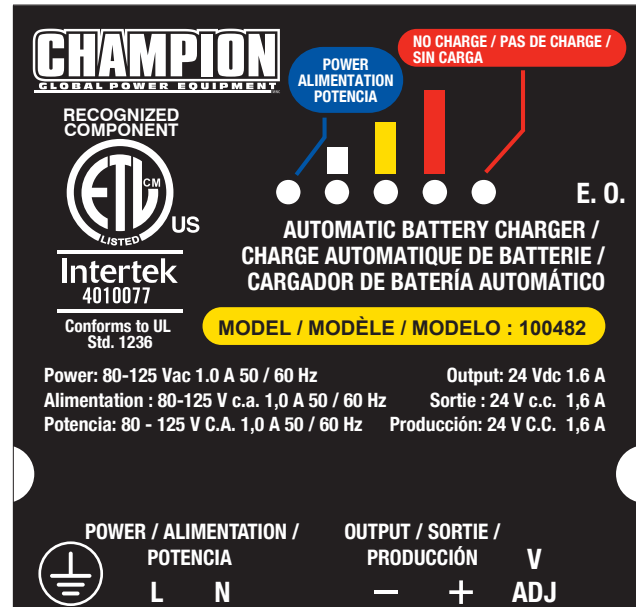 CHAMPION
GLOBAL POWER EQUIPMENT
RECOGNIZED
COMPONENT
ETL
CM
LISTED
US
Intertek
4010077
Conforms to UL
Std. 1236
POWER
ALIMENTATION
POTENCIA
NO CHARGE / PAS DE CHARGE /
SIN CARGA
E. O.
AUTOMATIC BATTERY CHARGER /
CHARGE AUTOMATIQUE DE BATTERIE /
CARGADOR DE BATERÍA AUTOMÁTICO
MODEL / MODÈLE / MODELO : 100482
Power: 80-125 Vac 1.0 A 50 / 60 Hz
Output: 24 Vdc 1.6 A
Alimentation : 80-125 V c.a. 1,0 A 50 / 60 Hz
Sortie : 24 V c.c. 1,6 A
Potencia: 80 - 125 V C.A. 1,0 A 50 / 60 Hz
Producción: 24 V C.C. 1,6 A
POWER / ALIMENTATION /
POTENCIA
L N
OUTPUT / SORTIE /
PRODUCCIÓN
− +
V
ADJ